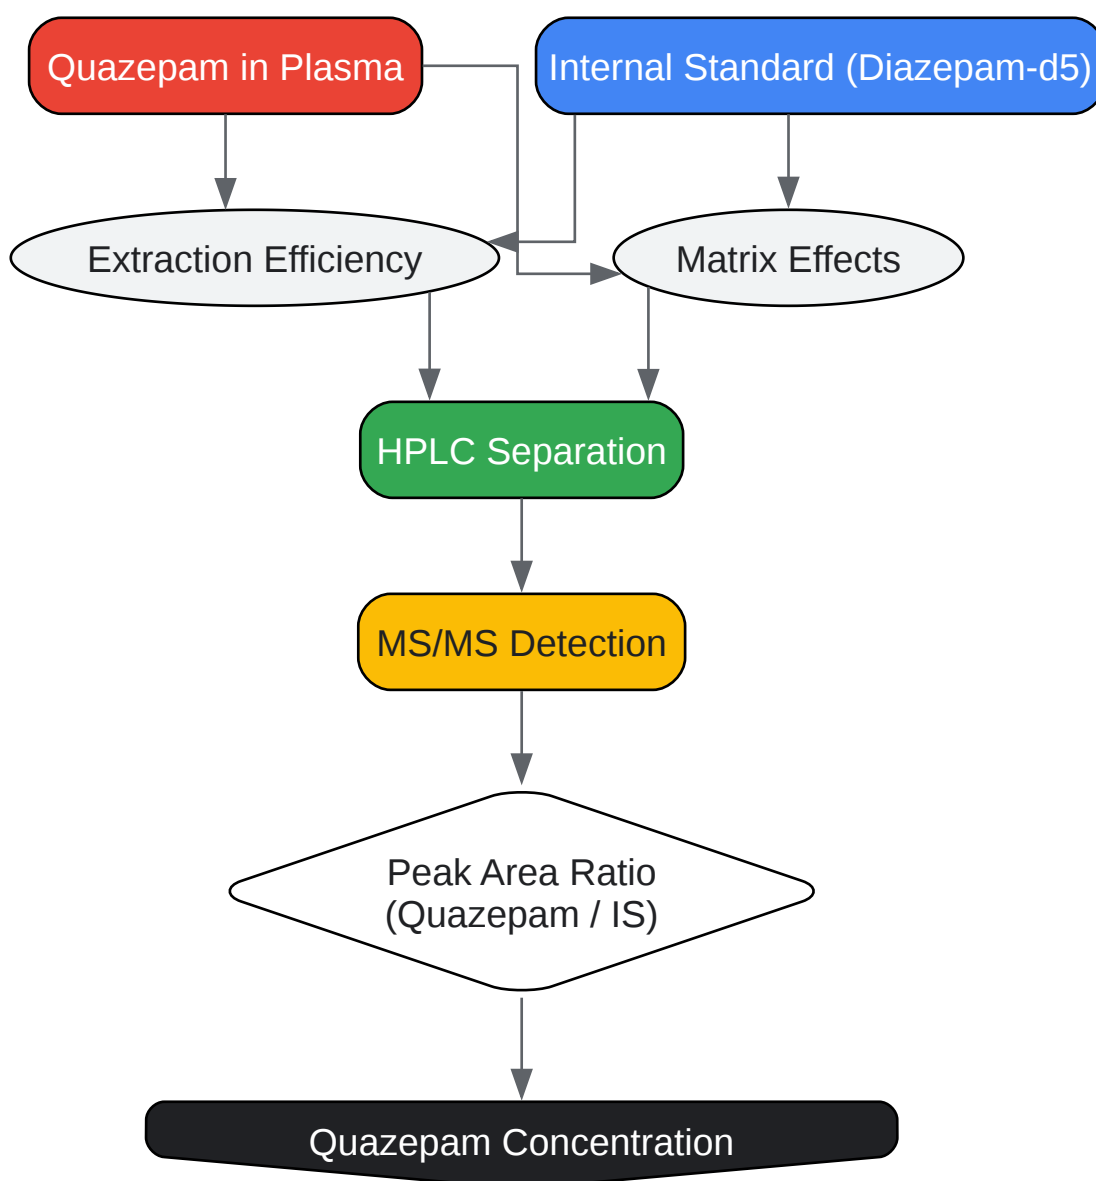 Quazepam in Plasma
Internal Standard (Diazepam-d5)
Extraction Efficiency
Matrix Effects
HPLC Separation
MS/MS Detection
Peak Area Ratio
(Quazepam / IS)
Quazepam Concentration